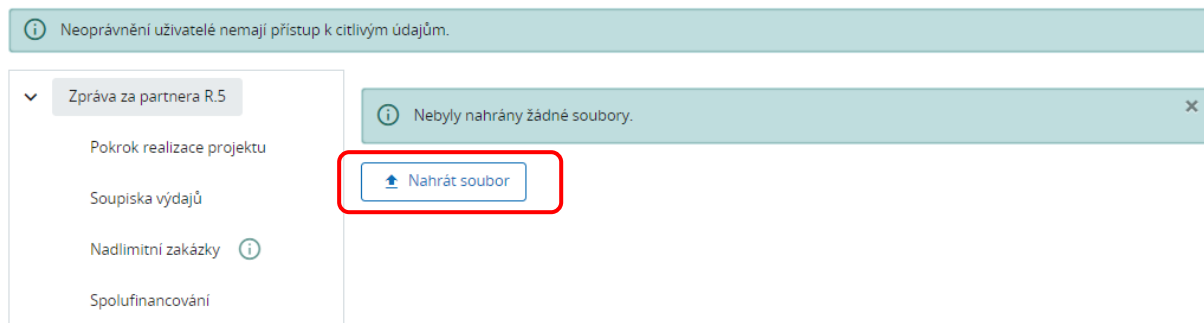 Neoprávnění uživatelé nemají přístup k citlivým údajům.
Zpráva za partnera R.5
Pokrok realizace projektu
Soupiska výdajů
Nadlimitní zakázky
Spolufinancování
Nebyly nahrány žádné soubory.
Nahrát soubor